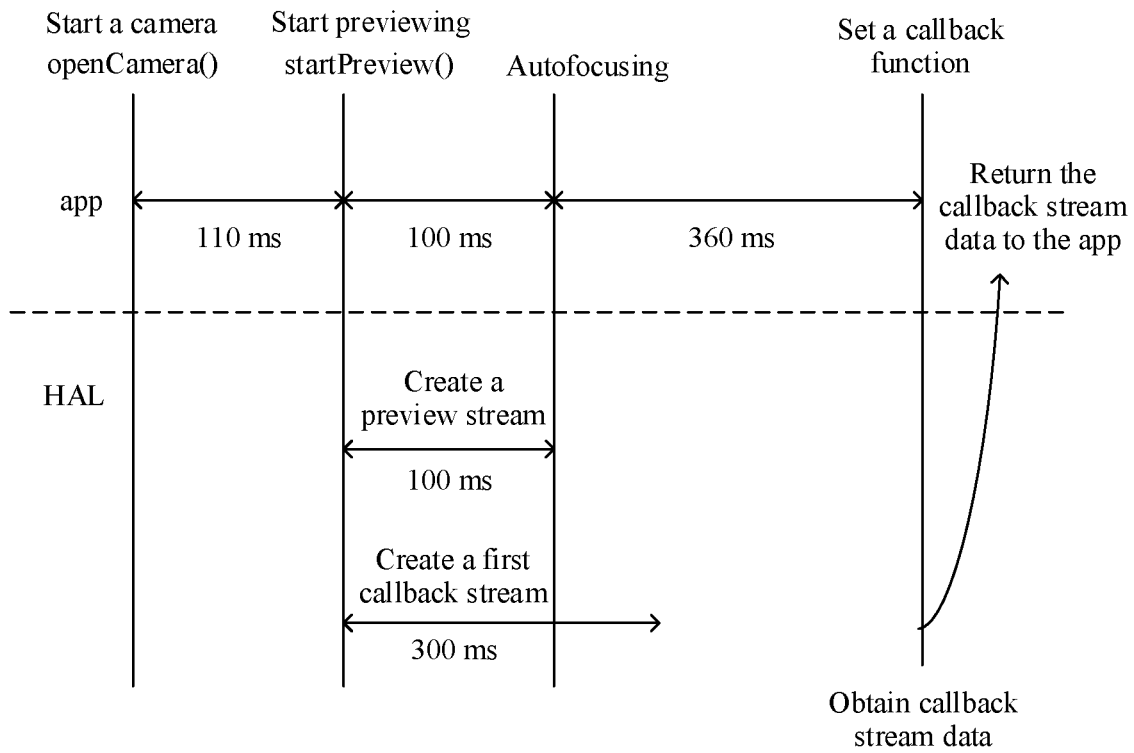 Start a camera
openCamera()
Start previewing
startPreview()
Autofocusing
Set a callback
function
app
110 ms
100 ms
360 ms
Return the
callback stream
data to the app
HAL
Create a
preview stream
100 ms
Create a first
callback stream
300 ms
Obtain callback
stream data